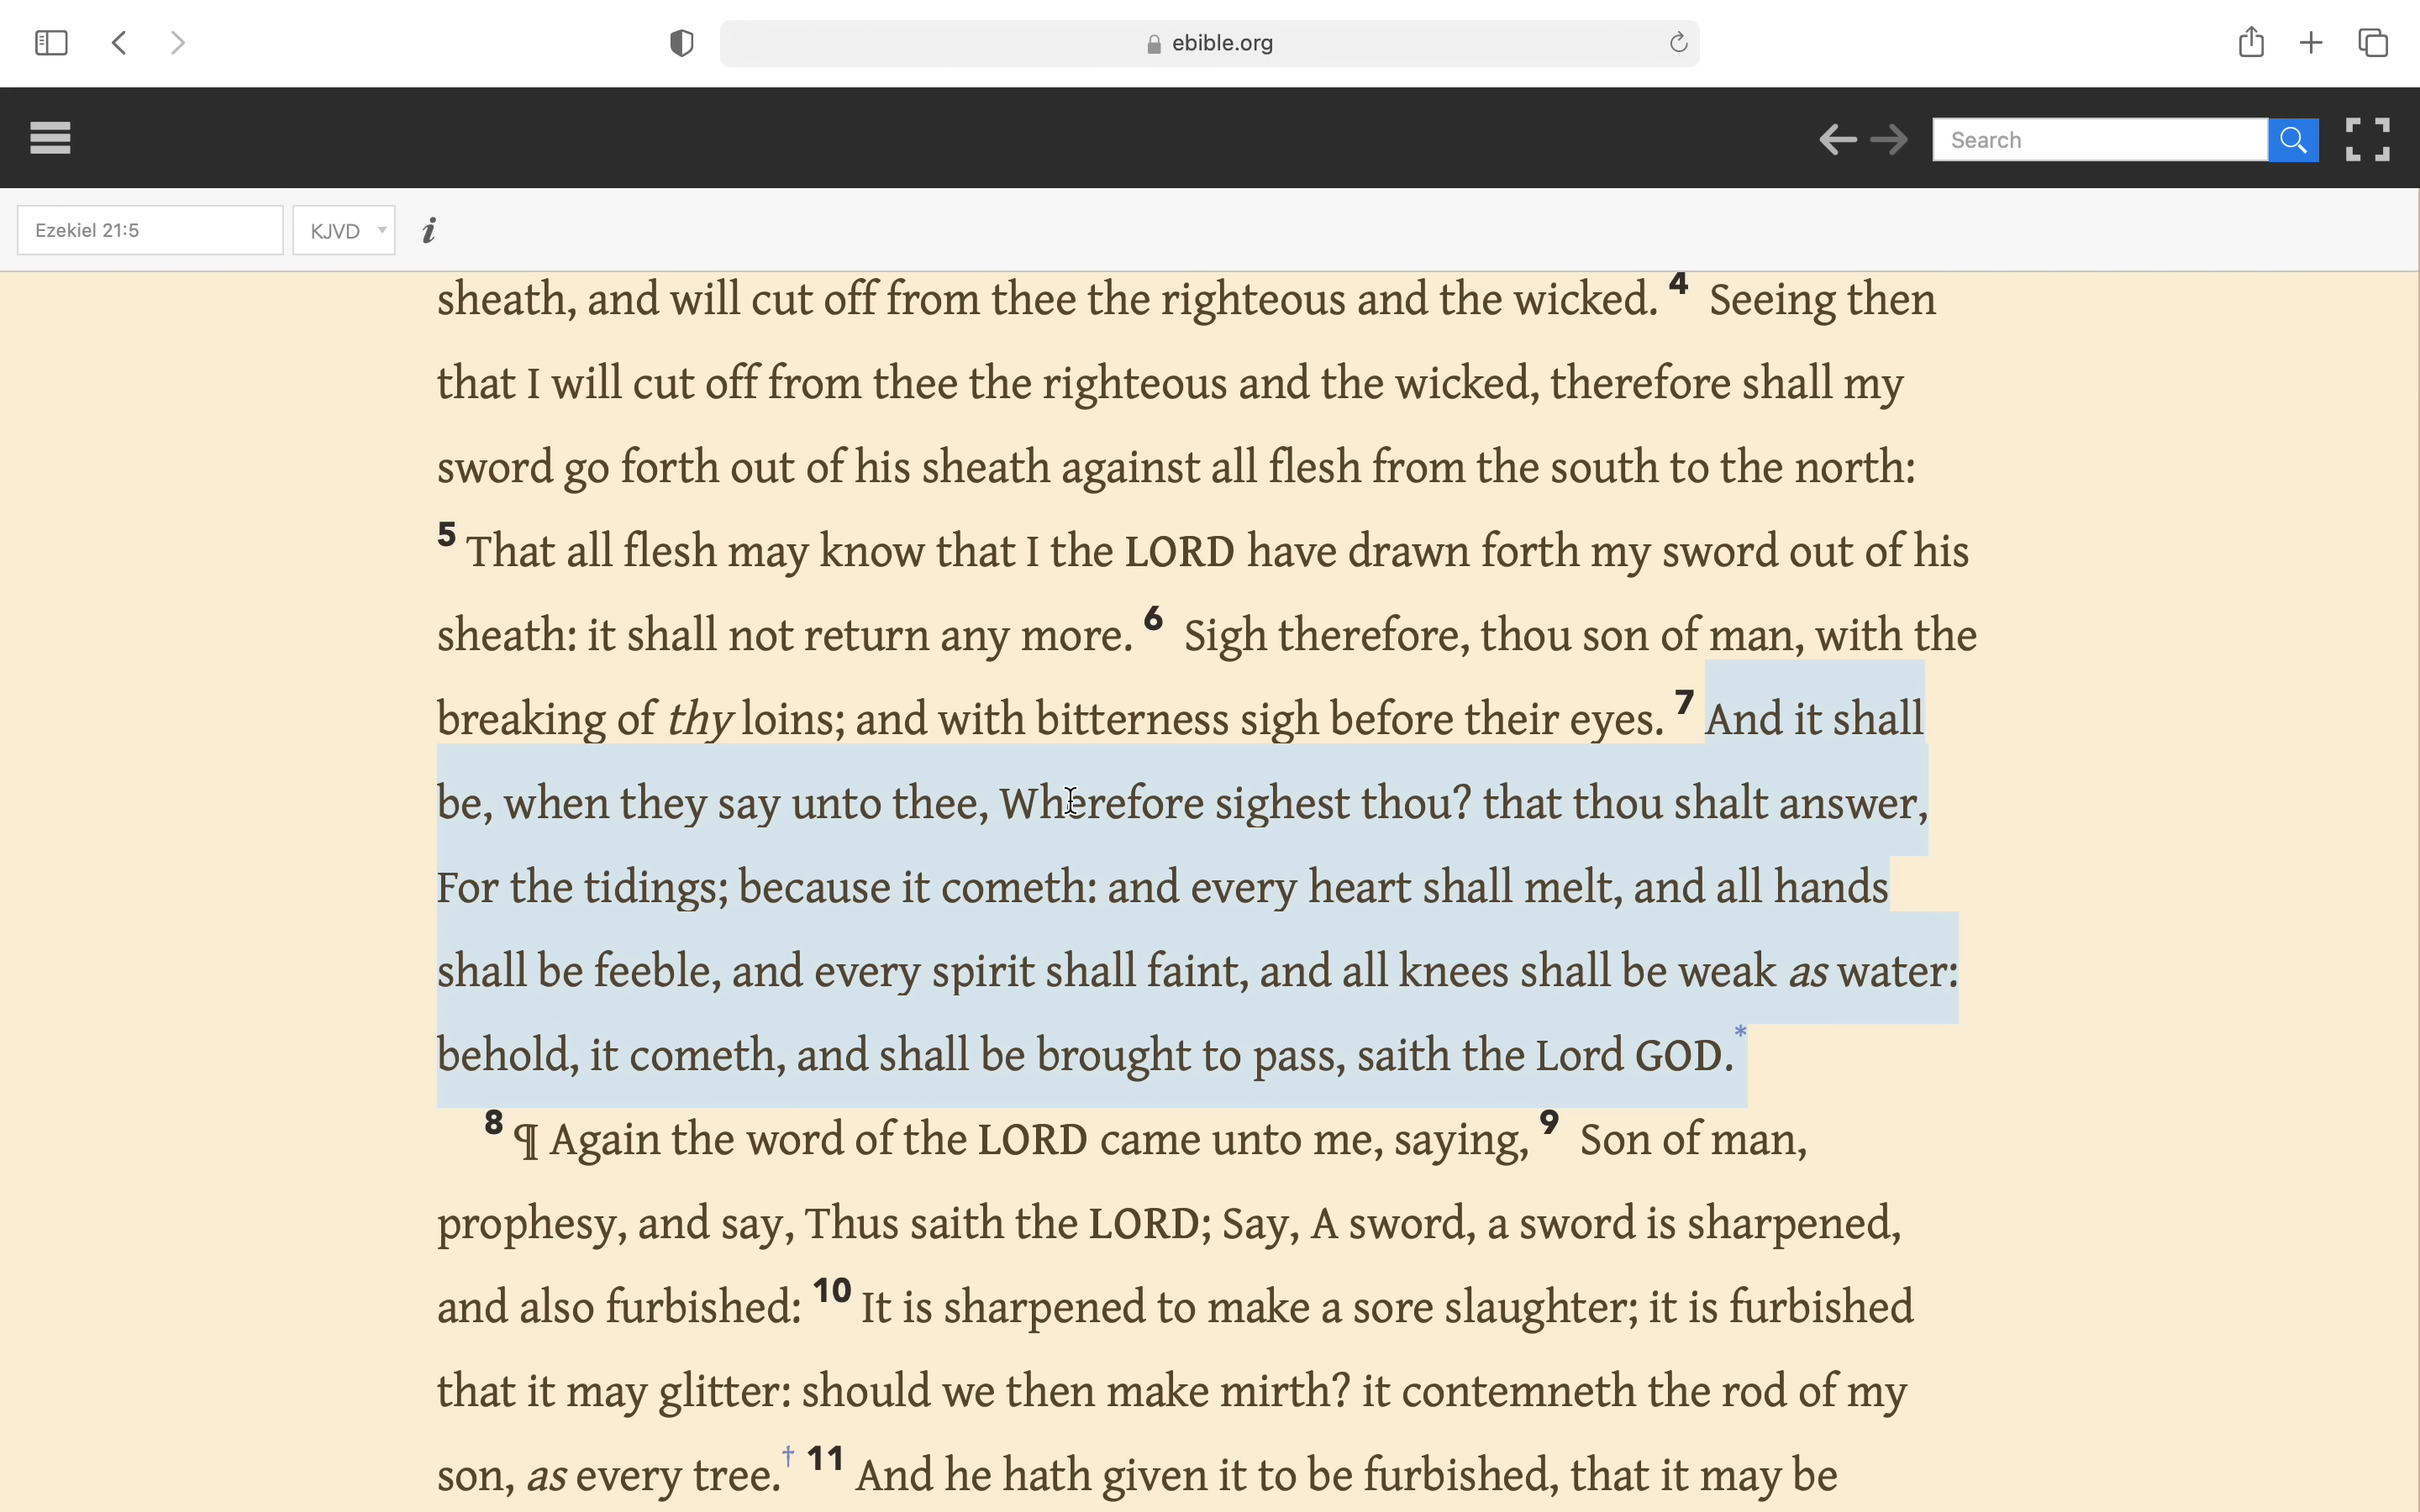 ebible.org
Search
Ezekiel 21:5
KJVD
i
sheath, and will cut off from thee the righteous and the wicked. 4 Seeing then
that I will cut off from thee the righteous and the wicked, therefore shall my
sword go forth out of his sheath against all flesh from the south to the north:
5 That all flesh may know that I the LORD have drawn forth my sword out of his
sheath: it shall not return any more. 6 Sigh therefore, thou son of man, with the
breaking of thy loins; and with bitterness sigh before their eyes. 7 And it shall
be, when they say unto thee, Wherefore sighest thou? that thou shalt answer,
For the tidings; because it cometh: and every heart shall melt, and all hands
shall be feeble, and every spirit shall faint, and all knees shall be weak as water:
behold, it cometh, and shall be brought to pass, saith the Lord GOD.*
8 ¶ Again the word of the LORD came unto me, saying, 9 Son of man,
prophesy, and say, Thus saith the LORD; Say, A sword, a sword is sharpened,
and also furbished: 10 It is sharpened to make a sore slaughter; it is furbished
that it may glitter: should we then make mirth? it contemneth the rod of my
son, as every tree.† 11 And he hath given it to be furbished, that it may be